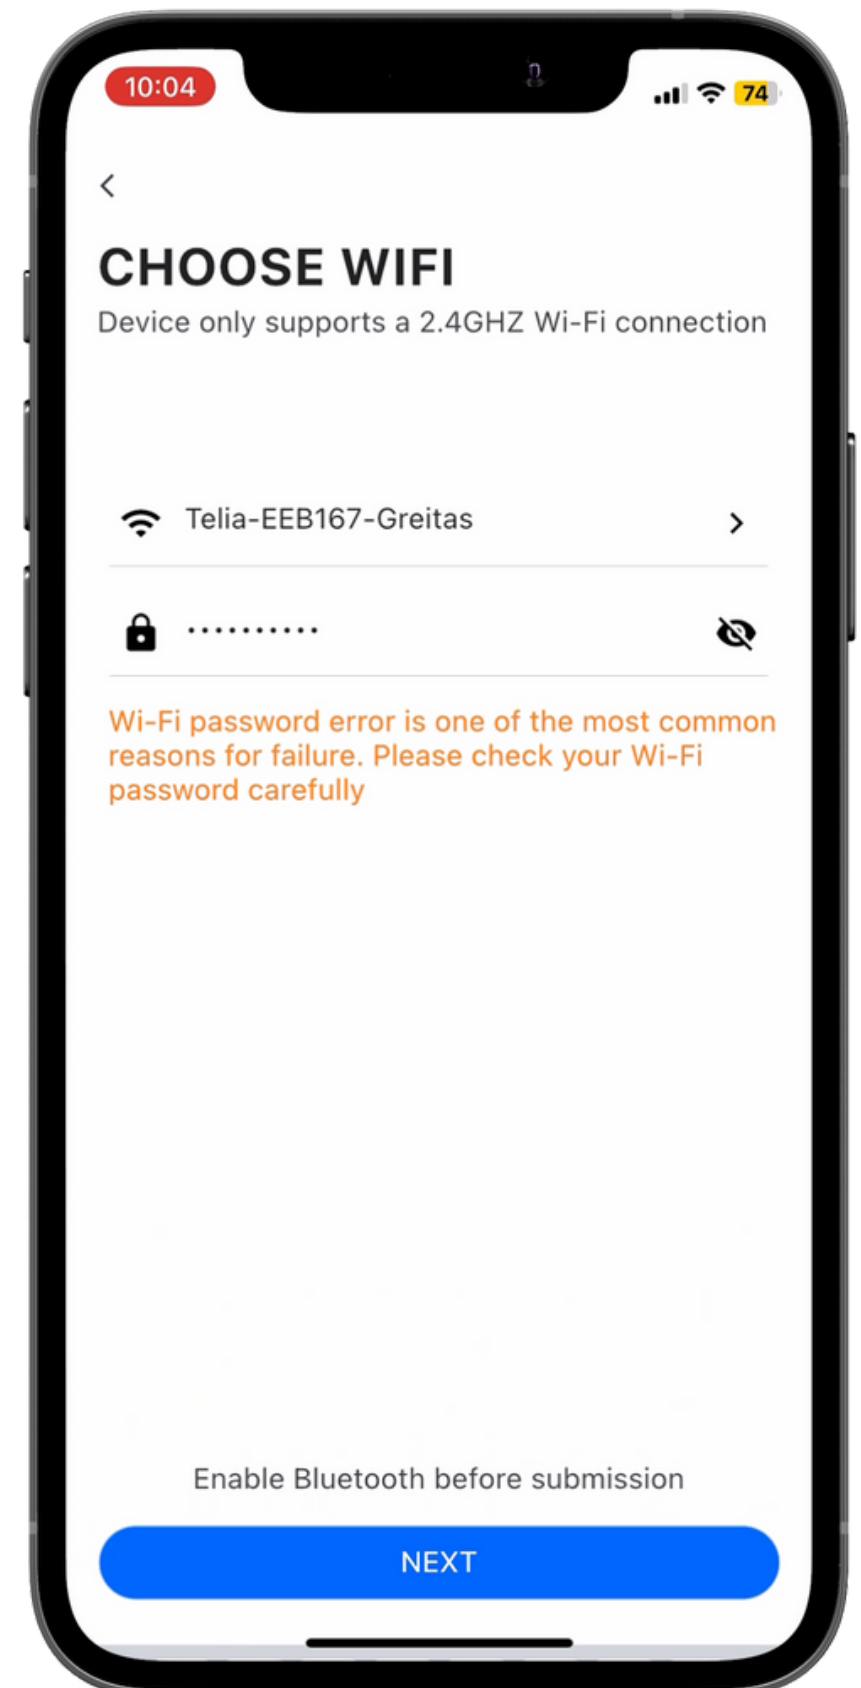 10:04
74
CHOOSE WIFI
Device only supports a 2.4GHZ Wi-Fi connection
Telia-EEB167-Greitas
••••••••••
Wi-Fi password error is one of the most common
reasons for failure. Please check your Wi-Fi
password carefully
Enable Bluetooth before submission
NEXT